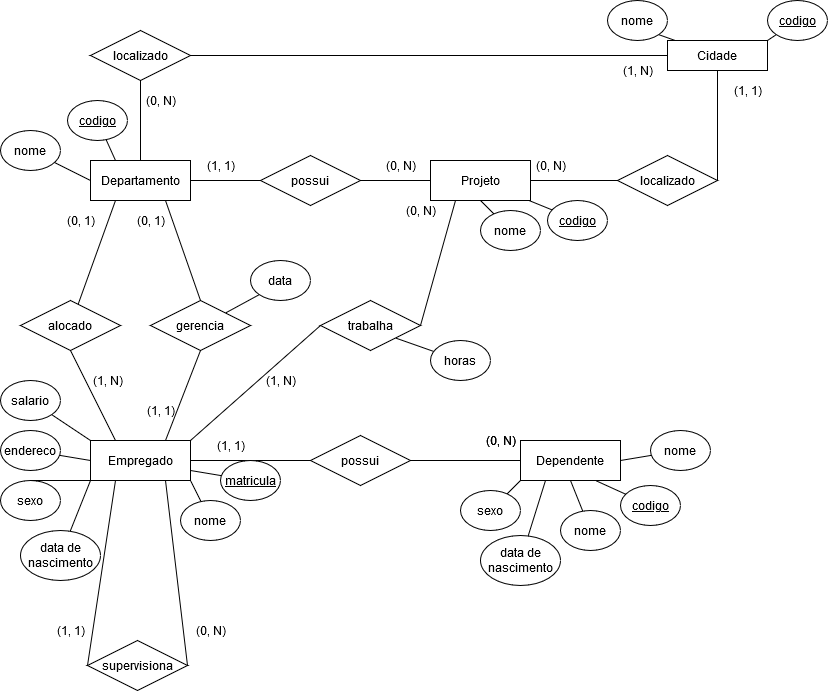 nome
codigo
localizado
Cidade
(1, N)
(0, N)
(1, 1)
codigo
nome
Departamento
(1, 1)
possui
(0, N)
Projeto
(0, N)
localizado
(0, 1)
(0, 1)
(0, N)
nome
codigo
data
alocado
gerencia
trabalha
horas
(1, N)
(1, 1)
(1, N)
salario
endereco
Empregado
(1, 1)
possui
(0, N)
Dependente
nome
matricula
sexo
nome
sexo
codigo
nome
data de
nascimento
data de
nascimento
(1, 1)
(0, N)
supervisiona